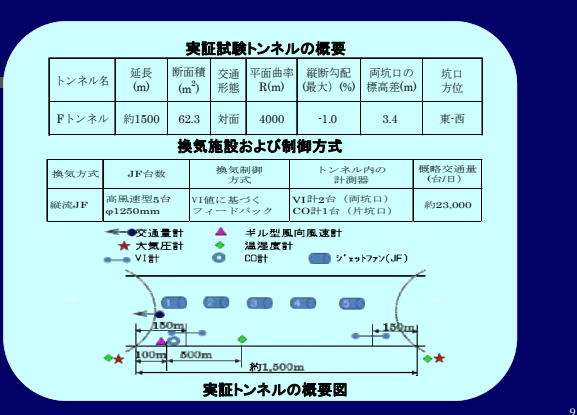 実証試験トンネルの概要
トンネル名 延長(m) 断面積(m²) 交通形態 平面曲率R(m) 縦断勾配(最大)(%) 両坑口の標高差(m) 坑口方位
Fトンネル 約1500 62.3 対面 4000 -1.0 3.4 東-西
換気施設および制御方式
換気方式 JF台数 換気制御方式 トンネル内の計測器 概略交通量(台/日)
縦流JF 高風速型5台φ1250mm VI値に基づくフィードバック VI計2台(両坑口)CO計1台(片坑口) 約23,000
交通量計 ギル型風向風速計
大気圧計 温湿度計
VI計 CO計 ジェットファン(JF)
1 2 3 4 5
150m 150m
100m 500m
約1,500m
実証トンネルの概要図
9